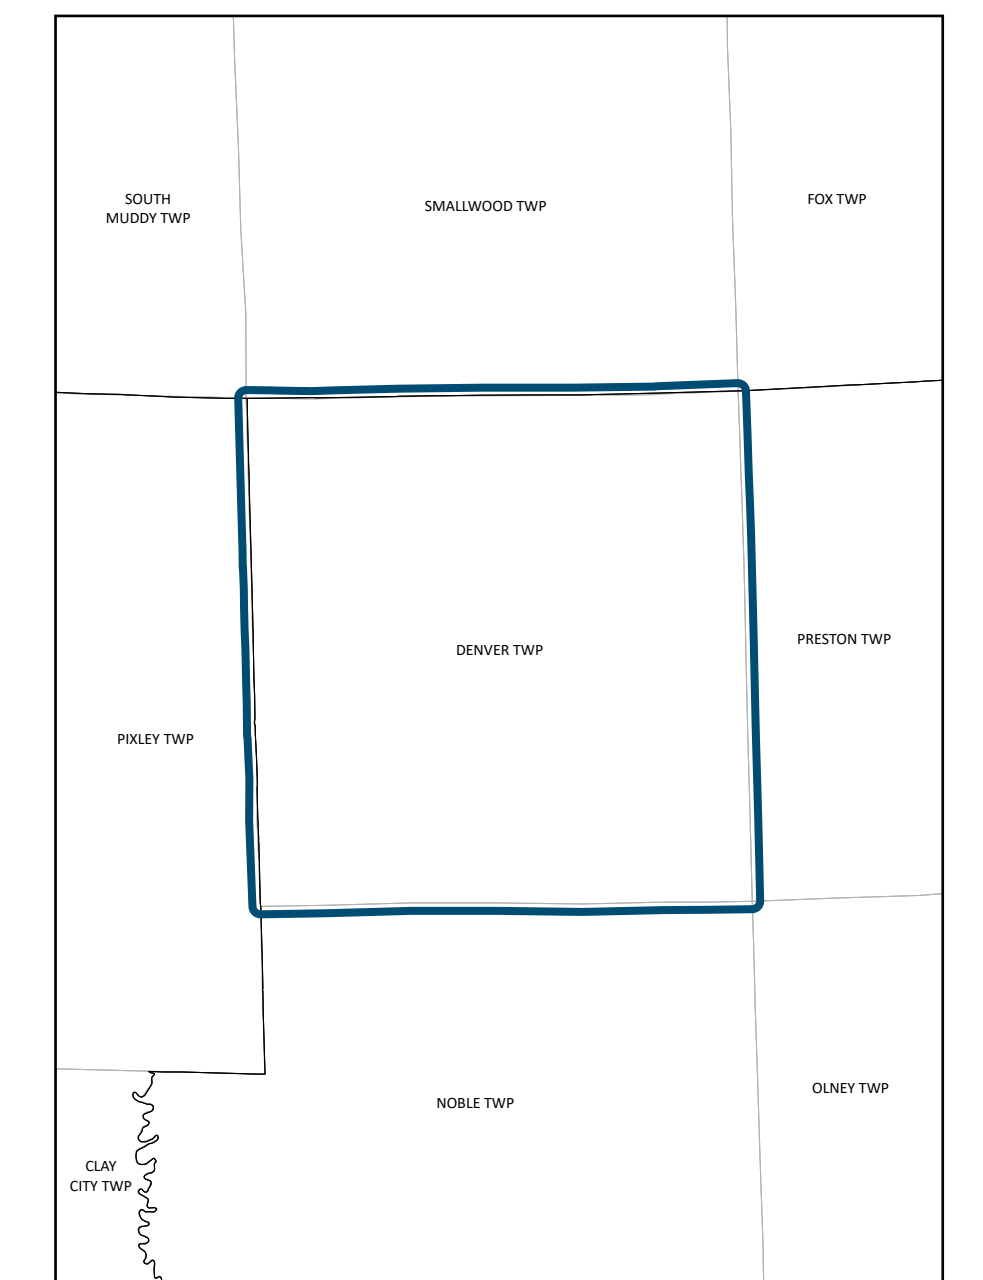 SOUTH
MUDDY TWP
SMALLWOOD TWP
FOX TWP
DENVER TWP
PRESTON TWP
PIXLEY TWP
NOBLE TWP
OLNEY TWP
CLAY
CITY TWP